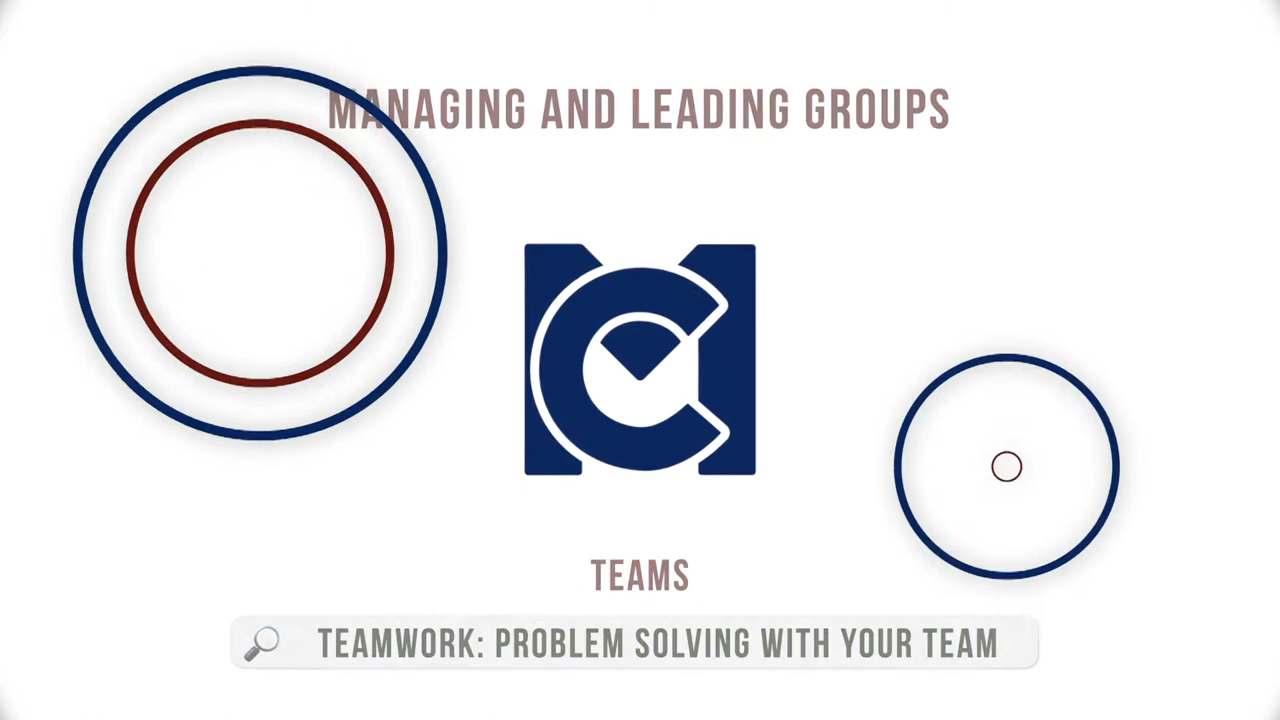 MANAGING AND LEADING GROUPS
TEAMS
TEAMWORK: PROBLEM SOLVING WITH YOUR TEAM